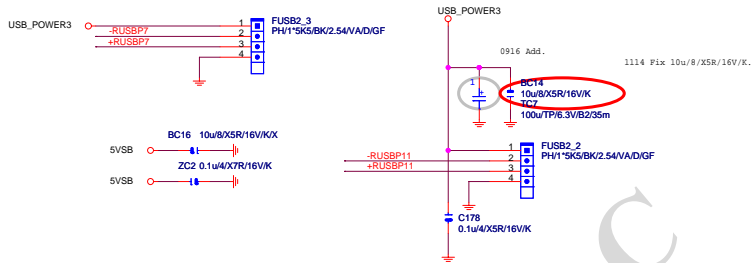 USB_POWER3
-RUSBP7
+RUSBP7
1
2
3
4
FUSB2_3
PH/1*5K5/BK/2.54/VA/D/GF
USB_POWER3
0916 Add.
1114 Fix 10u/8/X5R/16V/K.
1
+
BC14
10u/8/X5R/16V/K
TC7
100u/TP/6.3V/B2/35m
BC16 10u/8/X5R/16V/K/X
5VSB
ZC2 0.1u/4/X7R/16V/K
5VSB
-RUSBP11
+RUSBP11
1
2
3
4
FUSB2_2
PH/1*5K5/BK/2.54/VA/D/GF
C178
0.1u/4/X5R/16V/K
C